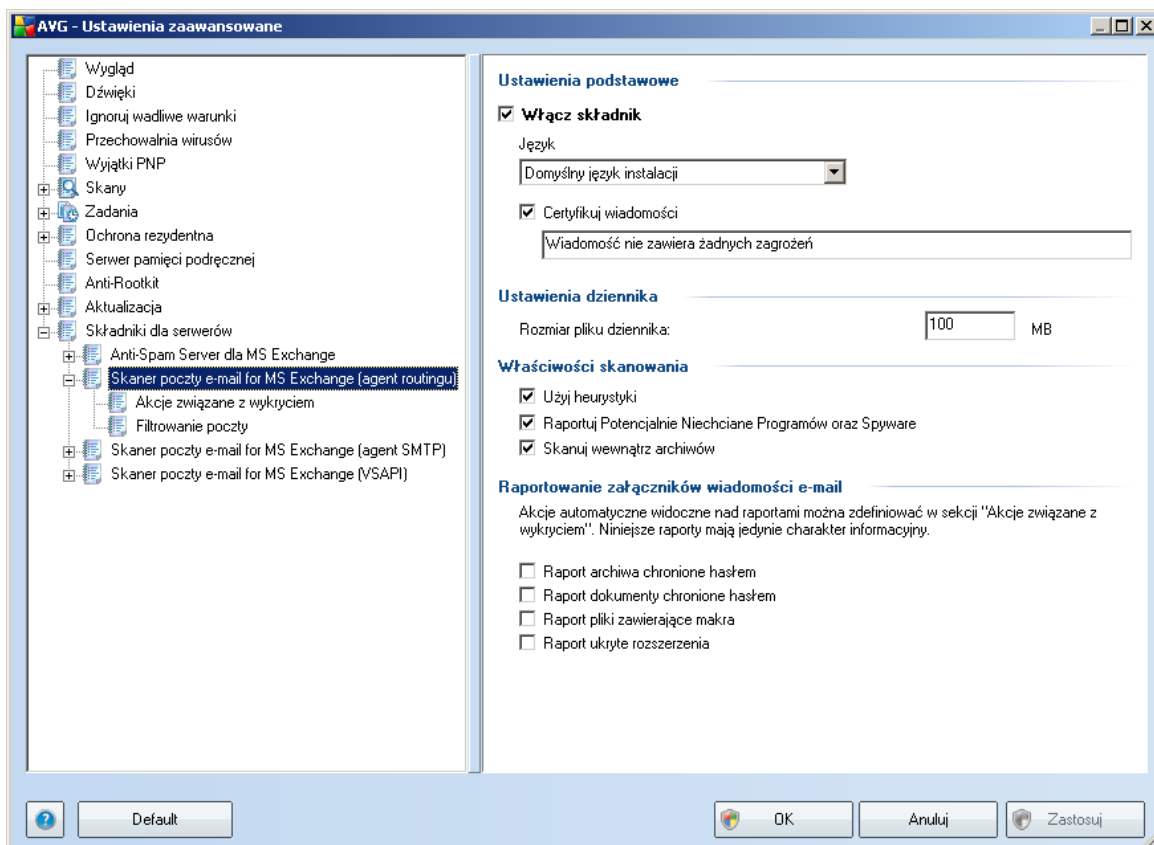 AVG - Ustawienia zaawansowane
Wygląd
Dźwięki
Ignoruj wadliwe warunki
Przechowalnia wirusów
Wyjątki PNP
Skany
Zadania
Ochrona rezydentna
Serwer pamięci podręcznej
Anti-Rootkit
Aktualizacja
Składniki dla serwerów
Anti-Spam Server dla MS Exchange
Skaner poczty e-mail for MS Exchange (agent routingu)
Akcje związane z wykryciem
Filtrowanie poczty
Skaner poczty e-mail for MS Exchange (agent SMTP)
Skaner poczty e-mail for MS Exchange (VSAPI)
Ustawienia podstawowe
Włącz składnik
Język
Domyślny język instalacji
Certyfikuj wiadomości
Wiadomość nie zawiera żadnych zagrożeń
Ustawienia dziennika
Rozmiar pliku dziennika: 100 MB
Właściwości skanowania
Użyj heurystyki
Raportuj Potencjalnie Niechciane Programów oraz Spyware
Skanuj wewnątrz archiwów
Raportowanie załączników wiadomości e-mail
Akcje automatyczne widoczne nad raportami można zdefiniować w sekcji "Akcje związane z
wykryciem". Niniejsze raporty mają jedynie charakter informacyjny.
Raport archiwa chronione hasłem
Raport dokumenty chronione hasłem
Raport pliki zawierające makra
Raport ukryte rozszerzenia
Default
OK
Anuluj
Zastosuj